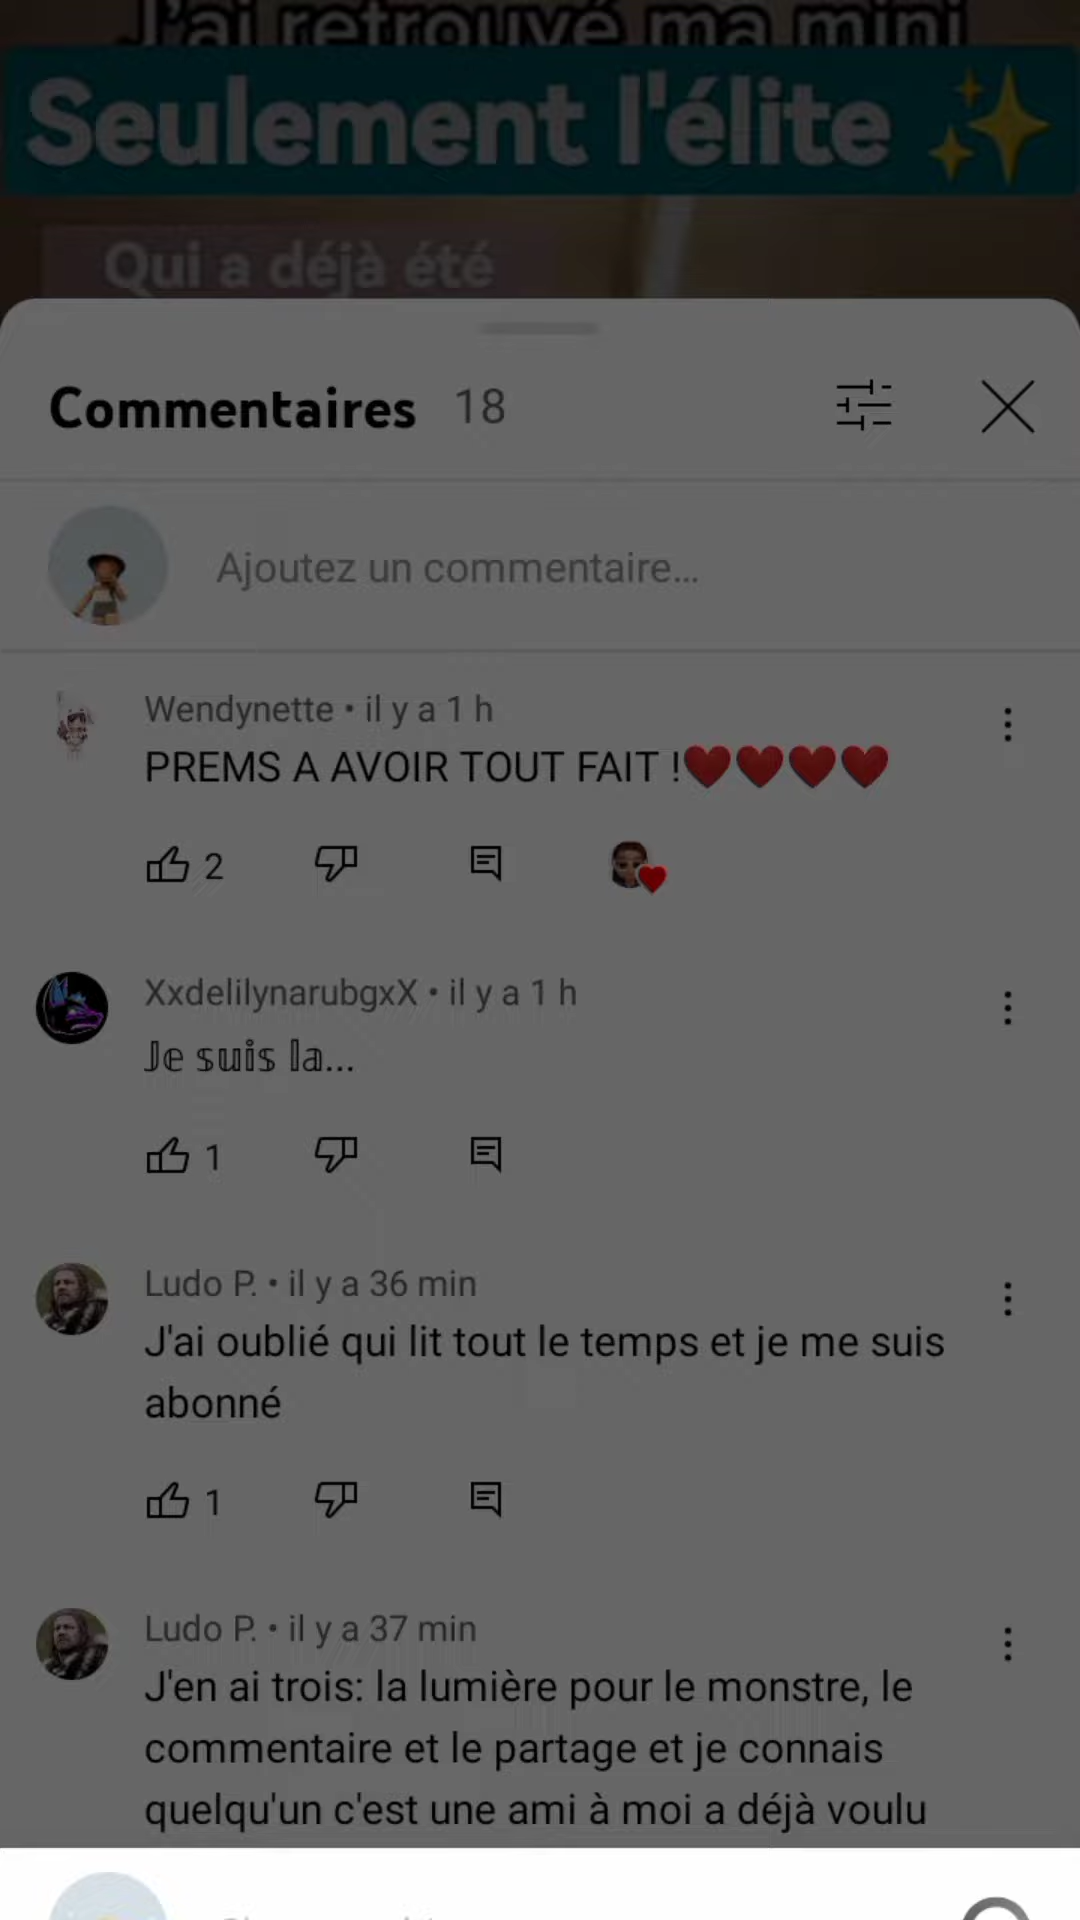 J'ai retrouvé ma mini
Seulement l'élite ✨
Qui a déjà été
Commentaires 18
Ajoutez un commentaire...
Wendynette • il y a 1 h
PREMS A AVOIR TOUT FAIT !❤️❤️❤️❤️
2
XxdelilynarubgxX • il y a 1 h
𝕁𝕖 𝕤𝕦𝕚𝕤 𝕝𝕒...
1
Ludo P. • il y a 36 min
J'ai oublié qui lit tout le temps et je me suis
abonné
1
Ludo P. • il y a 37 min
J'en ai trois: la lumière pour le monstre, le
commentaire et le partage et je connais
quelqu'un c'est une ami à moi a déjà voulu